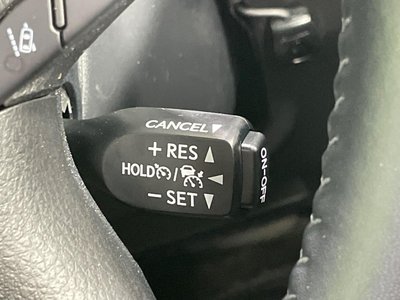 CANCEL▼
+RES▲
HOLD / ◀
−SET▼
ON-OFF